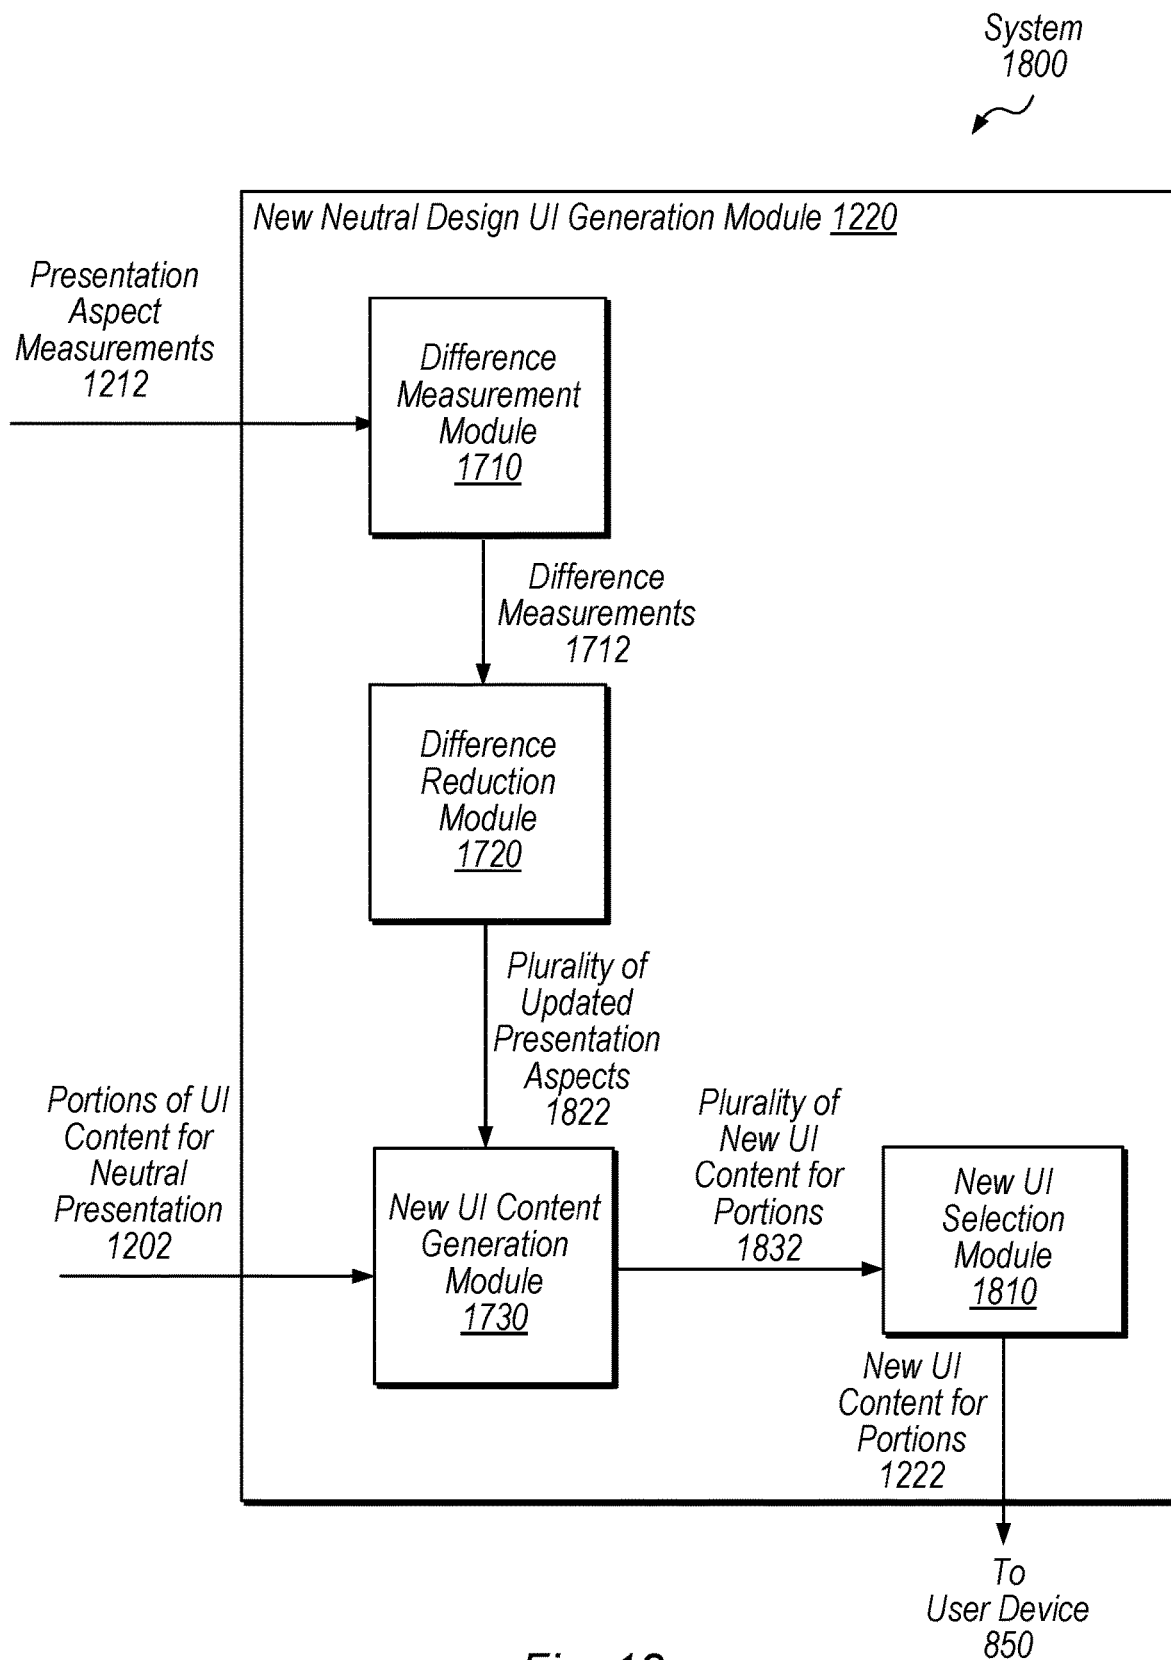 System
1800
New Neutral Design UI Generation Module 1220
Presentation
Aspect
Measurements
1212
Difference
Measurement
Module
1710
Difference
Measurements
1712
Difference
Reduction
Module
1720
Plurality of
Updated
Presentation
Aspects
1822
Portions of UI
Content for
Neutral
Presentation
1202
New UI Content
Generation
Module
1730
Plurality of
New UI
Content for
Portions
1832
New UI
Selection
Module
1810
New UI
Content for
Portions
1222
To
User Device
850